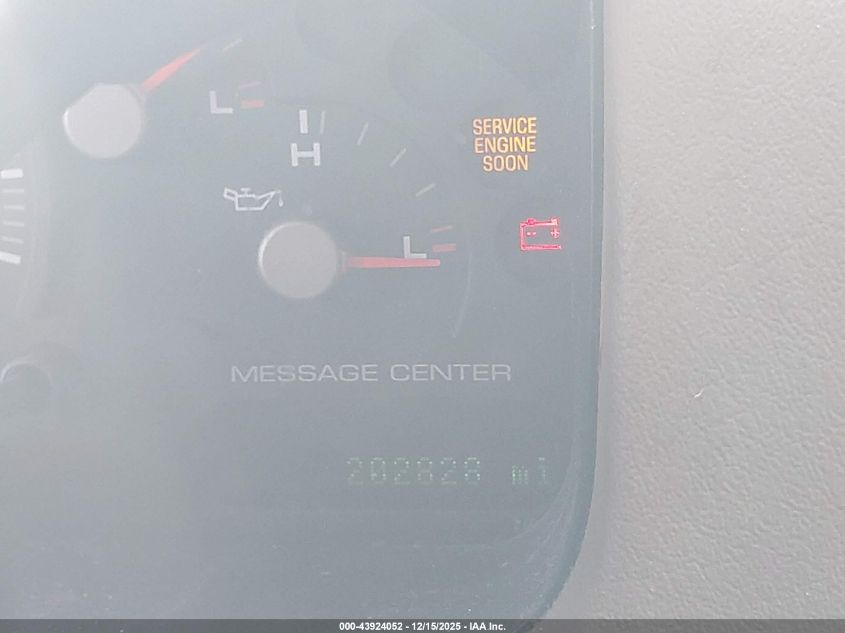 L
H
SERVICE
ENGINE
SOON
- - +
L
MESSAGE CENTER
202828 mi
000-43924052 - 12/15/2025 - IAA Inc.